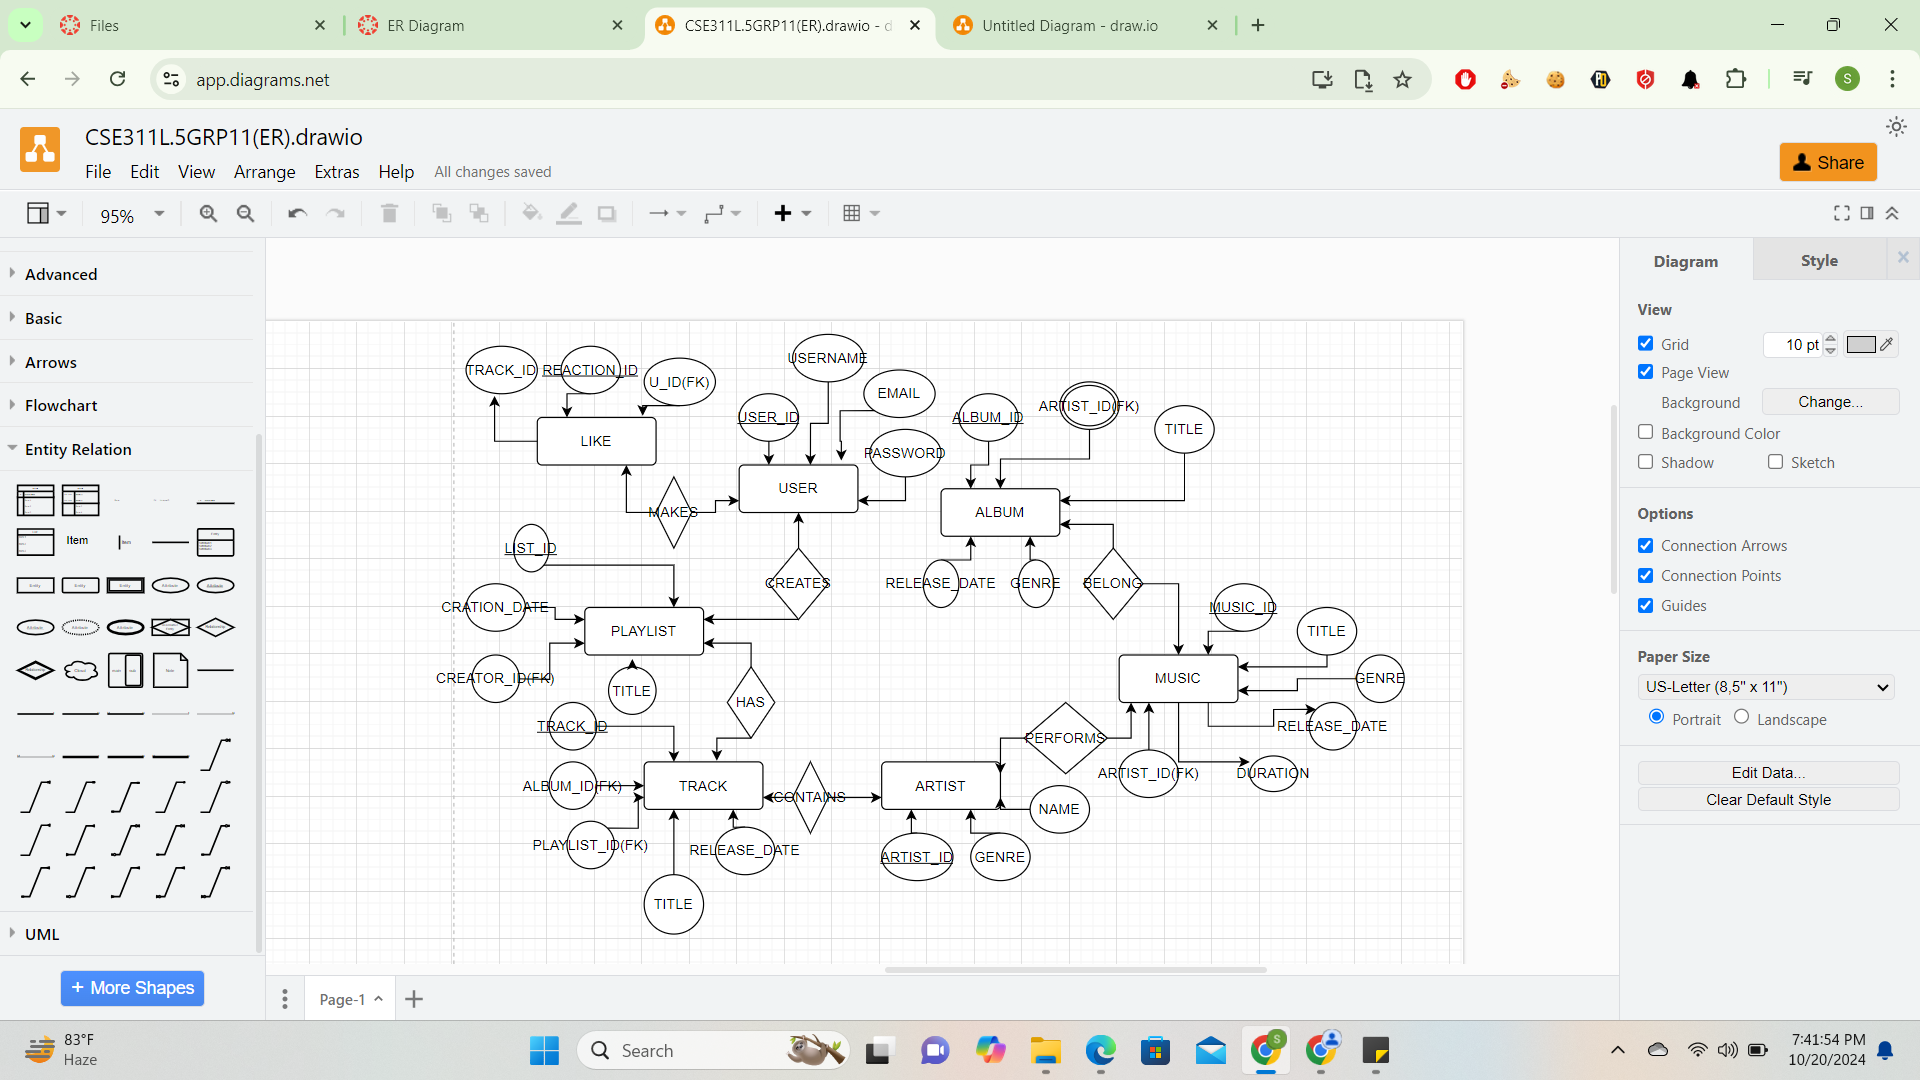 Files
ER Diagram
CSE311L.5GRP11(ER).drawio - d
Untitled Diagram - draw.io
app.diagrams.net
S
CSE311L.5GRP11(ER).drawio
File Edit View Arrange Extras Help All changes saved
Share
95%
Advanced
Basic
Arrows
Flowchart
Entity Relation
Item
UML
+ More Shapes
TRACK_ID
REACTION_ID
U_ID(FK)
LIKE
USERNAME
EMAIL
USER_ID
PASSWORD
USER
MAKES
ALBUM_ID
ARTIST_ID(FK)
TITLE
ALBUM
LIST_ID
CREATES
RELEASE_DATE
GENRE
BELONG
CRATION_DATE
PLAYLIST
CREATOR_ID(FK)
TITLE
HAS
MUSIC_ID
TITLE
MUSIC
GENRE
RELEASE_DATE
TRACK_ID
PERFORMS
ARTIST_ID(FK)
DURATION
ALBUM_ID(FK)
TRACK
CONTAINS
ARTIST
NAME
PLAYLIST_ID(FK)
RELEASE_DATE
ARTIST_ID
GENRE
TITLE
Page-1
Diagram
Style
View
Grid
10 pt
Page View
Background
Change...
Background Color
Shadow
Sketch
Options
Connection Arrows
Connection Points
Guides
Paper Size
US-Letter (8,5" x 11")
Portrait
Landscape
Edit Data...
Clear Default Style
83°F
Haze
Search
S
7:41:54 PM
10/20/2024